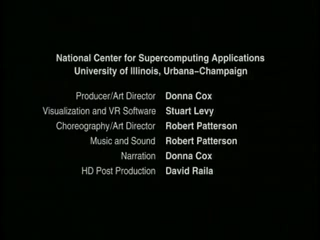 National Center for Supercomputing Applications
University of Illinois, Urbana-Champaign
Producer/Art Director Donna Cox
Visualization and VR Software Stuart Levy
Choreography/Art Director Robert Patterson
Music and Sound Robert Patterson
Narration Donna Cox
HD Post Production David Raila